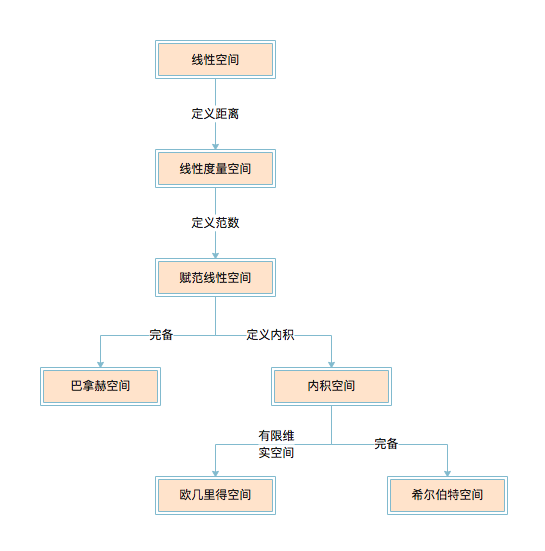 线性空间
定义距离
线性度量空间
定义范数
赋范线性空间
完备
定义内积
巴拿赫空间
内积空间
有限维
实空间
完备
欧几里得空间
希尔伯特空间